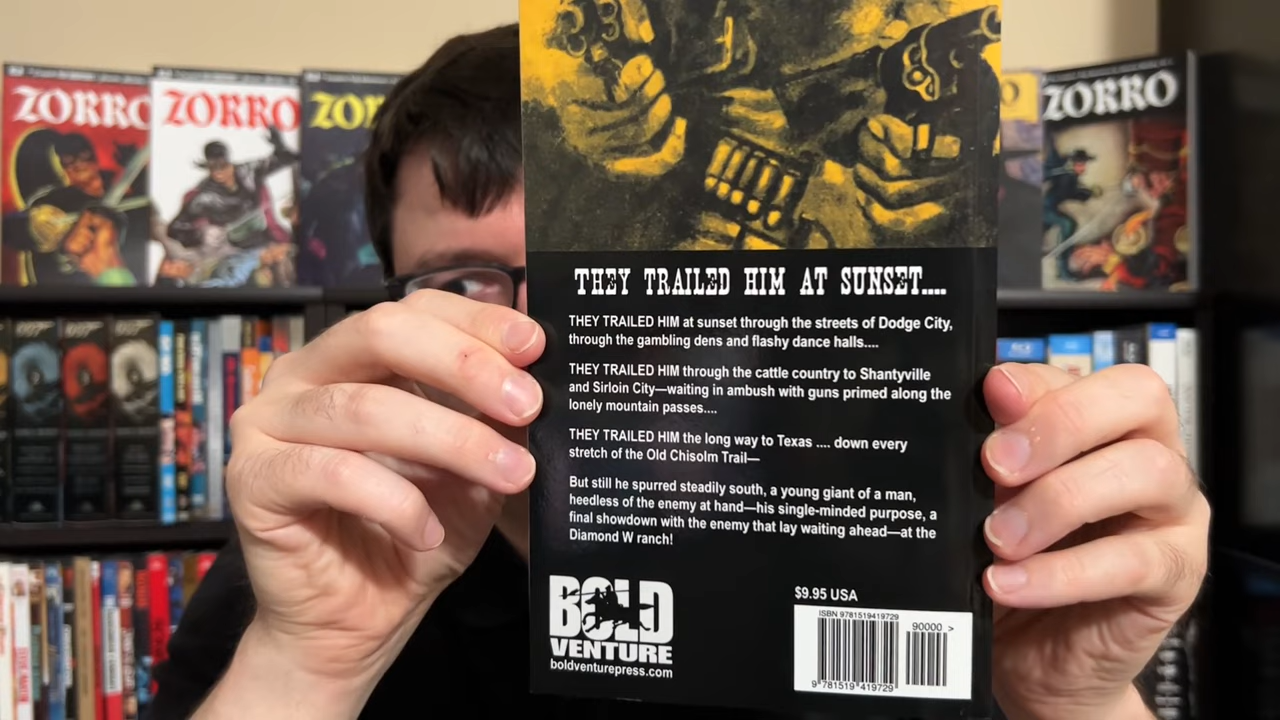 ZORRO
ZORRO
ZOR
O
ZORRO
THEY TRAILED HIM AT SUNSET....
THEY TRAILED HIM at sunset through the streets of Dodge City,
through the gambling dens and flashy dance halls....
THEY TRAILED HIM through the cattle country to Shantyville
and Sirloin City—waiting in ambush with guns primed along the
lonely mountain passes....
THEY TRAILED HIM the long way to Texas .... down every
stretch of the Old Chisolm Trail—
But still he spurred steadily south, a young giant of a man,
heedless of the enemy at hand—his single-minded purpose, a
final showdown with the enemy that lay waiting ahead—at the
Diamond W ranch!
007
007
007
BOLD
VENTURE
boldventurepress.com
$9.95 USA
ISBN 9781519419729
90000 >
9 781519 419729